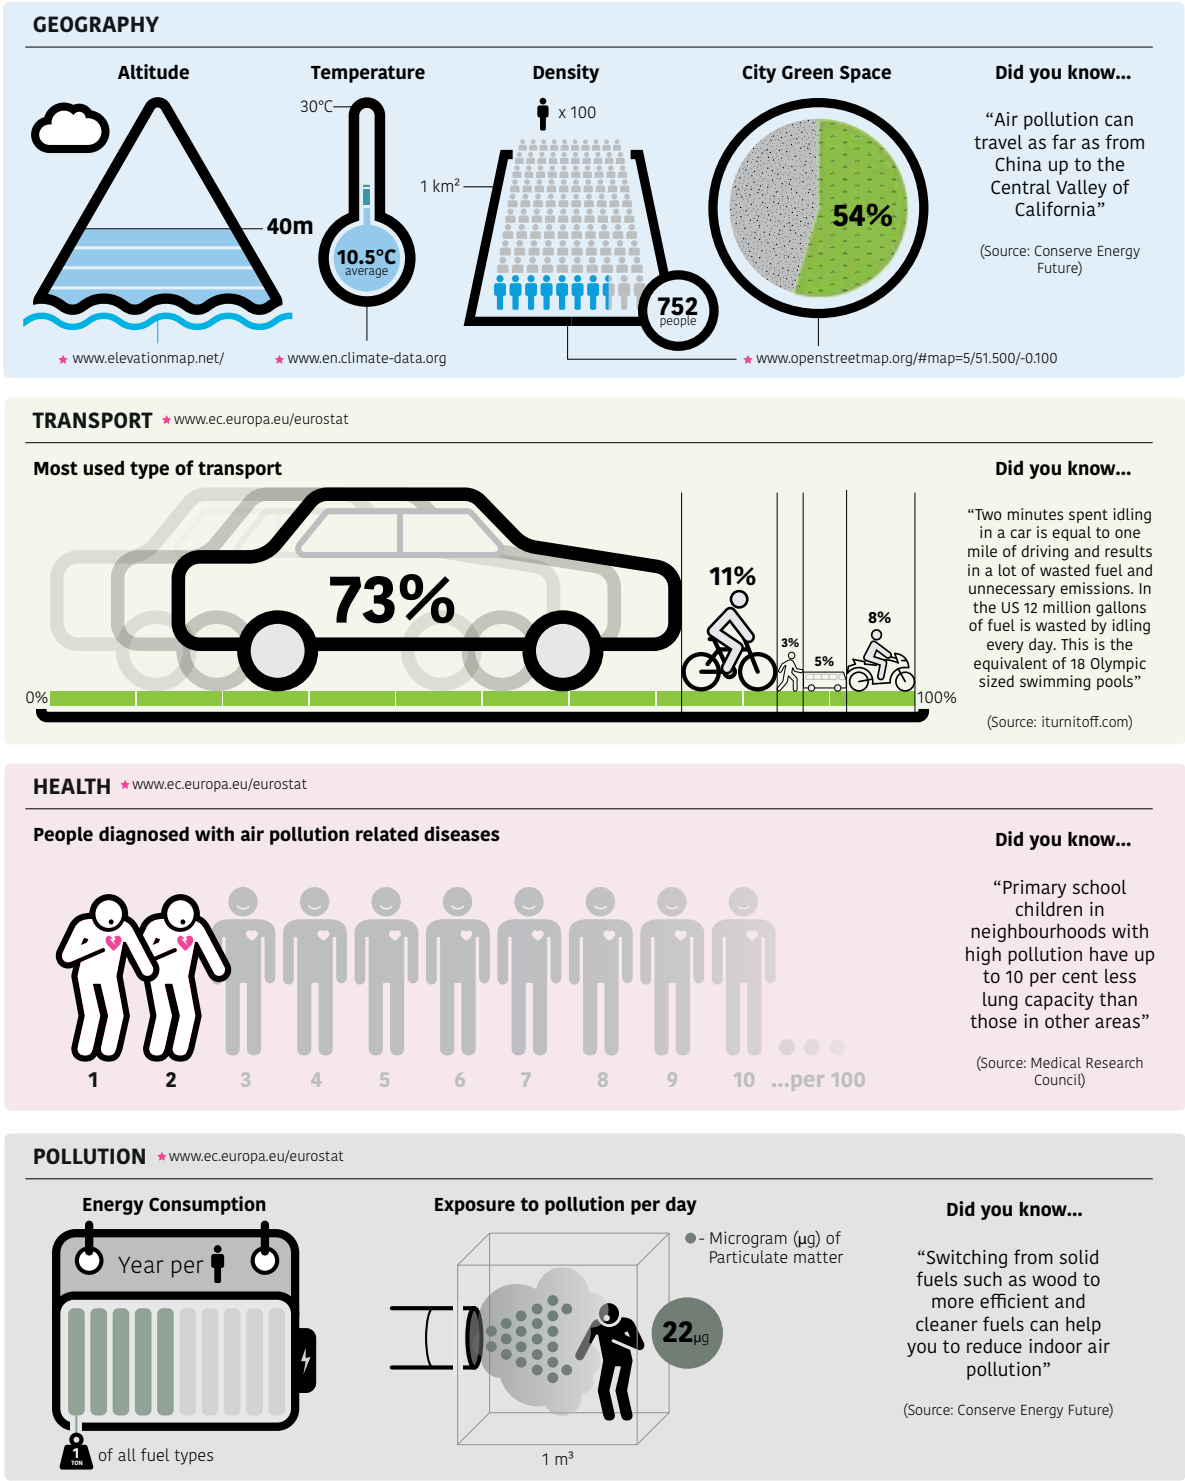 GEOGRAPHY
Altitude
Temperature
Density
City Green Space
Did you know...
30°C
x 100
1 km²
40m
10.5°C
average
752
people
54%
“Air pollution can
travel as far as from
China up to the
Central Valley of
California”
(Source: Conserve Energy
Future)
www.elevationmap.net/
www.en.climate-data.org
www.openstreetmap.org/#map=5/51.500/-0.100
TRANSPORT
www.ec.europa.eu/eurostat
Most used type of transport
73%
11%
3%
5%
8%
0%
100%
Did you know...
“Two minutes spent idling
in a car is equal to one
mile of driving and results
in a lot of wasted fuel and
unnecessary emissions. In
the US 12 million gallons
of fuel is wasted by idling
every day. This is the
equivalent of 18 Olympic
sized swimming pools”
(Source: iturnitoff.com)
HEALTH
www.ec.europa.eu/eurostat
People diagnosed with air pollution related diseases
1 2 3 4 5 6 7 8 9 10 ...per 100
Did you know...
“Primary school
children in
neighbourhoods with
high pollution have up
to 10 per cent less
lung capacity than
those in other areas”
(Source: Medical Research
Council)
POLLUTION
www.ec.europa.eu/eurostat
Energy Consumption
Year per
1
TON
of all fuel types
Exposure to pollution per day
- Microgram (µg) of
Particulate matter
22µg
1 m³
Did you know...
“Switching from solid
fuels such as wood to
more efficient and
cleaner fuels can help
you to reduce indoor air
pollution”
(Source: Conserve Energy Future)